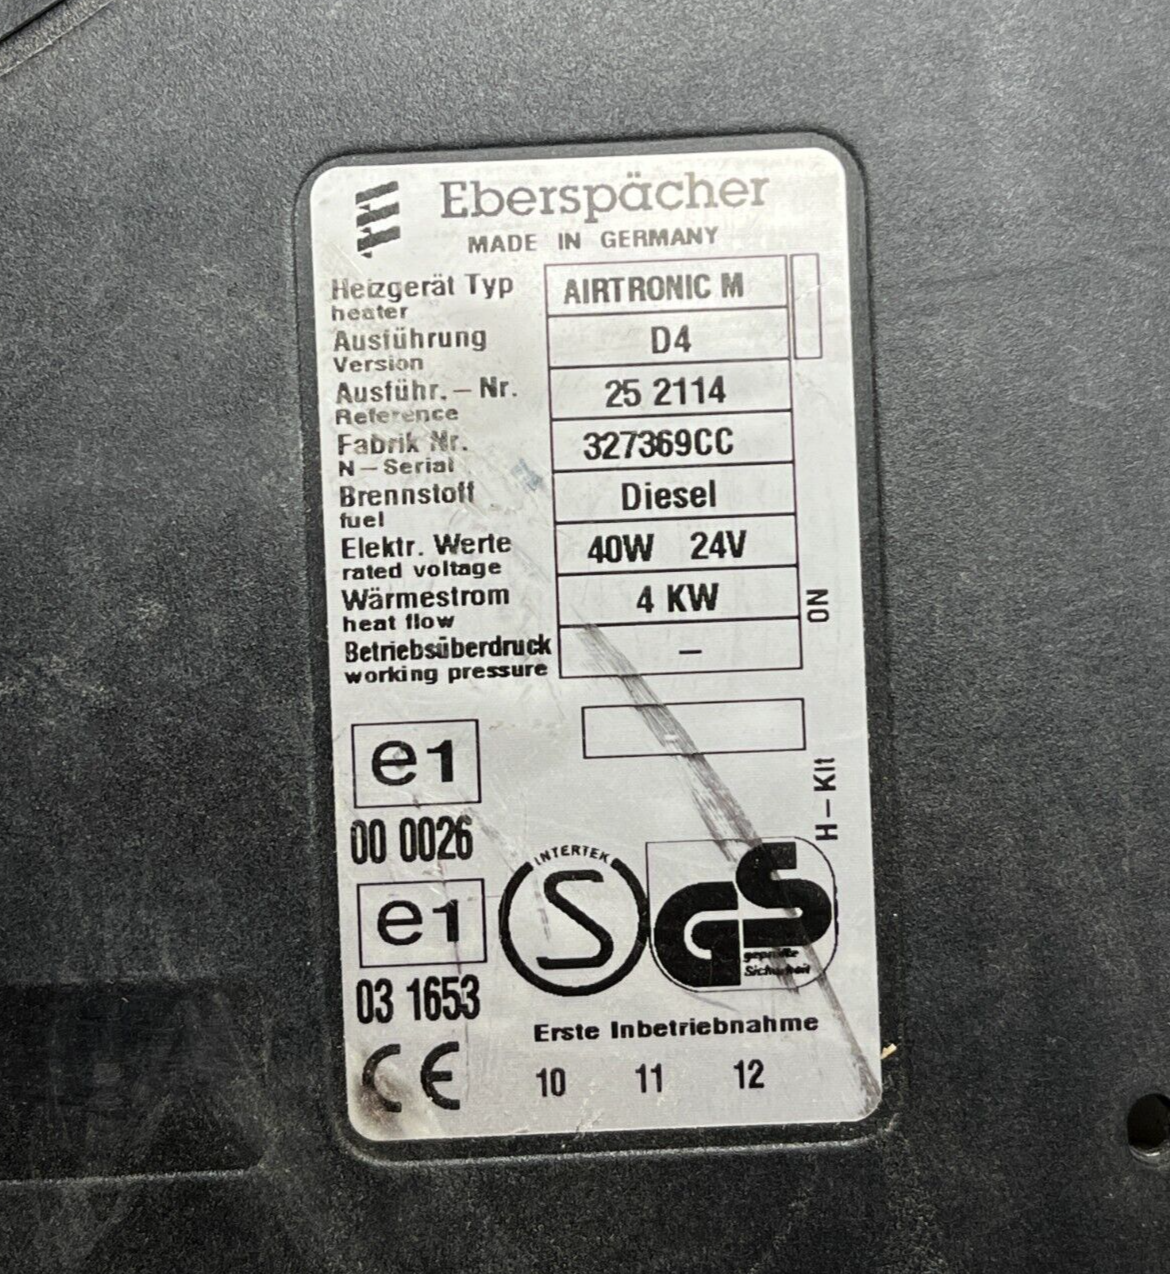 Eberspächer
MADE IN GERMANY
Heizgerät Typ AIRTRONIC M
heater
Ausführung D4
Version
Ausführ.-Nr. 25 2114
Reference
Fabrik Nr. 327369CC
N-Serial
Brennstoff Diesel
fuel
Elektr. Werte 40W 24V
rated voltage
Wärmestrom 4 KW
heat flow
Betriebsüberdruck –
working pressure
NO
H-Kit
e1
00 0026
e1
03 1653
INTERTEK
S
GS
geprüfte
Sicherheit
Erste Inbetriebnahme
CE 10 11 12